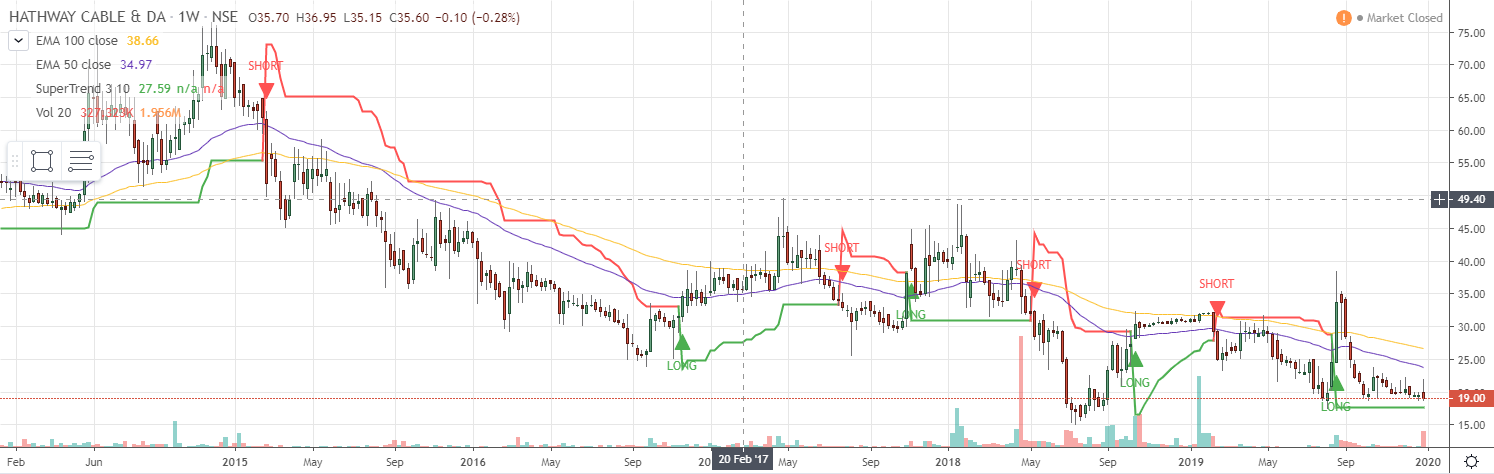 HATHWAY CABLE & DA · 1W · NSE O35.70 H36.95 L35.15 C35.60 −0.10 (−0.28%)
Market Closed
EMA 100 close 38.66
EMA 50 close 34.97
SuperTrend 3 10 27.59 n/a n/a
Vol 20 327.323K 1.956M
75.00
70.00
65.00
60.00
55.00
49.40
45.00
40.00
35.00
30.00
25.00
19.00
15.00
SHORT
SHORT
SHORT
SHORT
LONG
LONG
LONG
LONG
Feb Jun 2015 May Sep 2016 May Sep 20 Feb '17 May Sep 2018 May Sep 2019 May Sep 2020